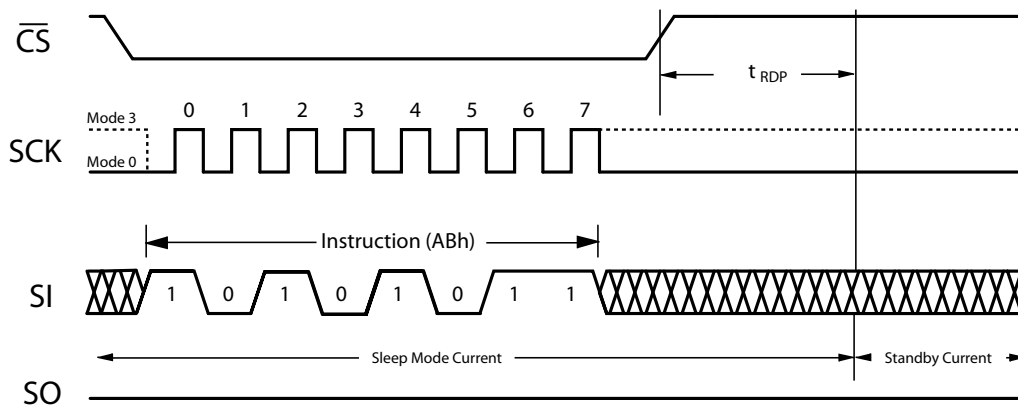 CS
t RDP
0 1 2 3 4 5 6 7
Mode 3
SCK
Mode 0
Instruction (ABh)
SI
1 0 1 0 1 0 1 1
Sleep Mode Current
Standby Current
SO